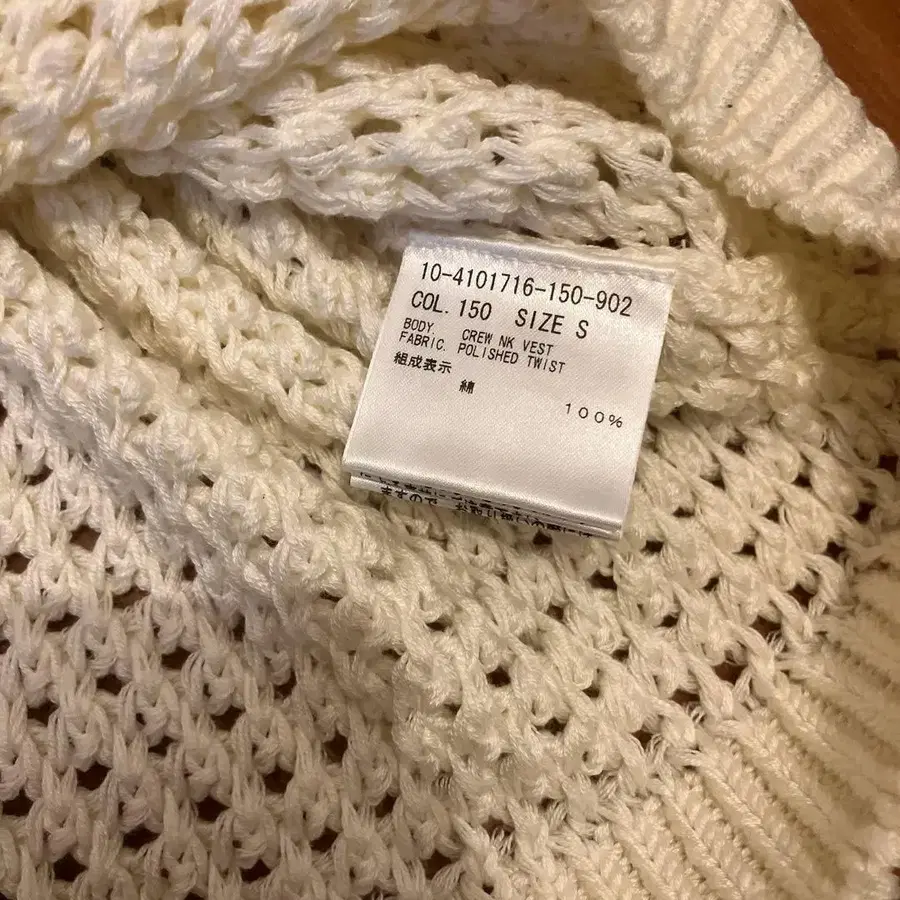 10-4101716-150-902
COL. 150 SIZE S
BODY. CREW NK VEST
FABRIC. POLISHED TWIST
組成表示
綿
100%